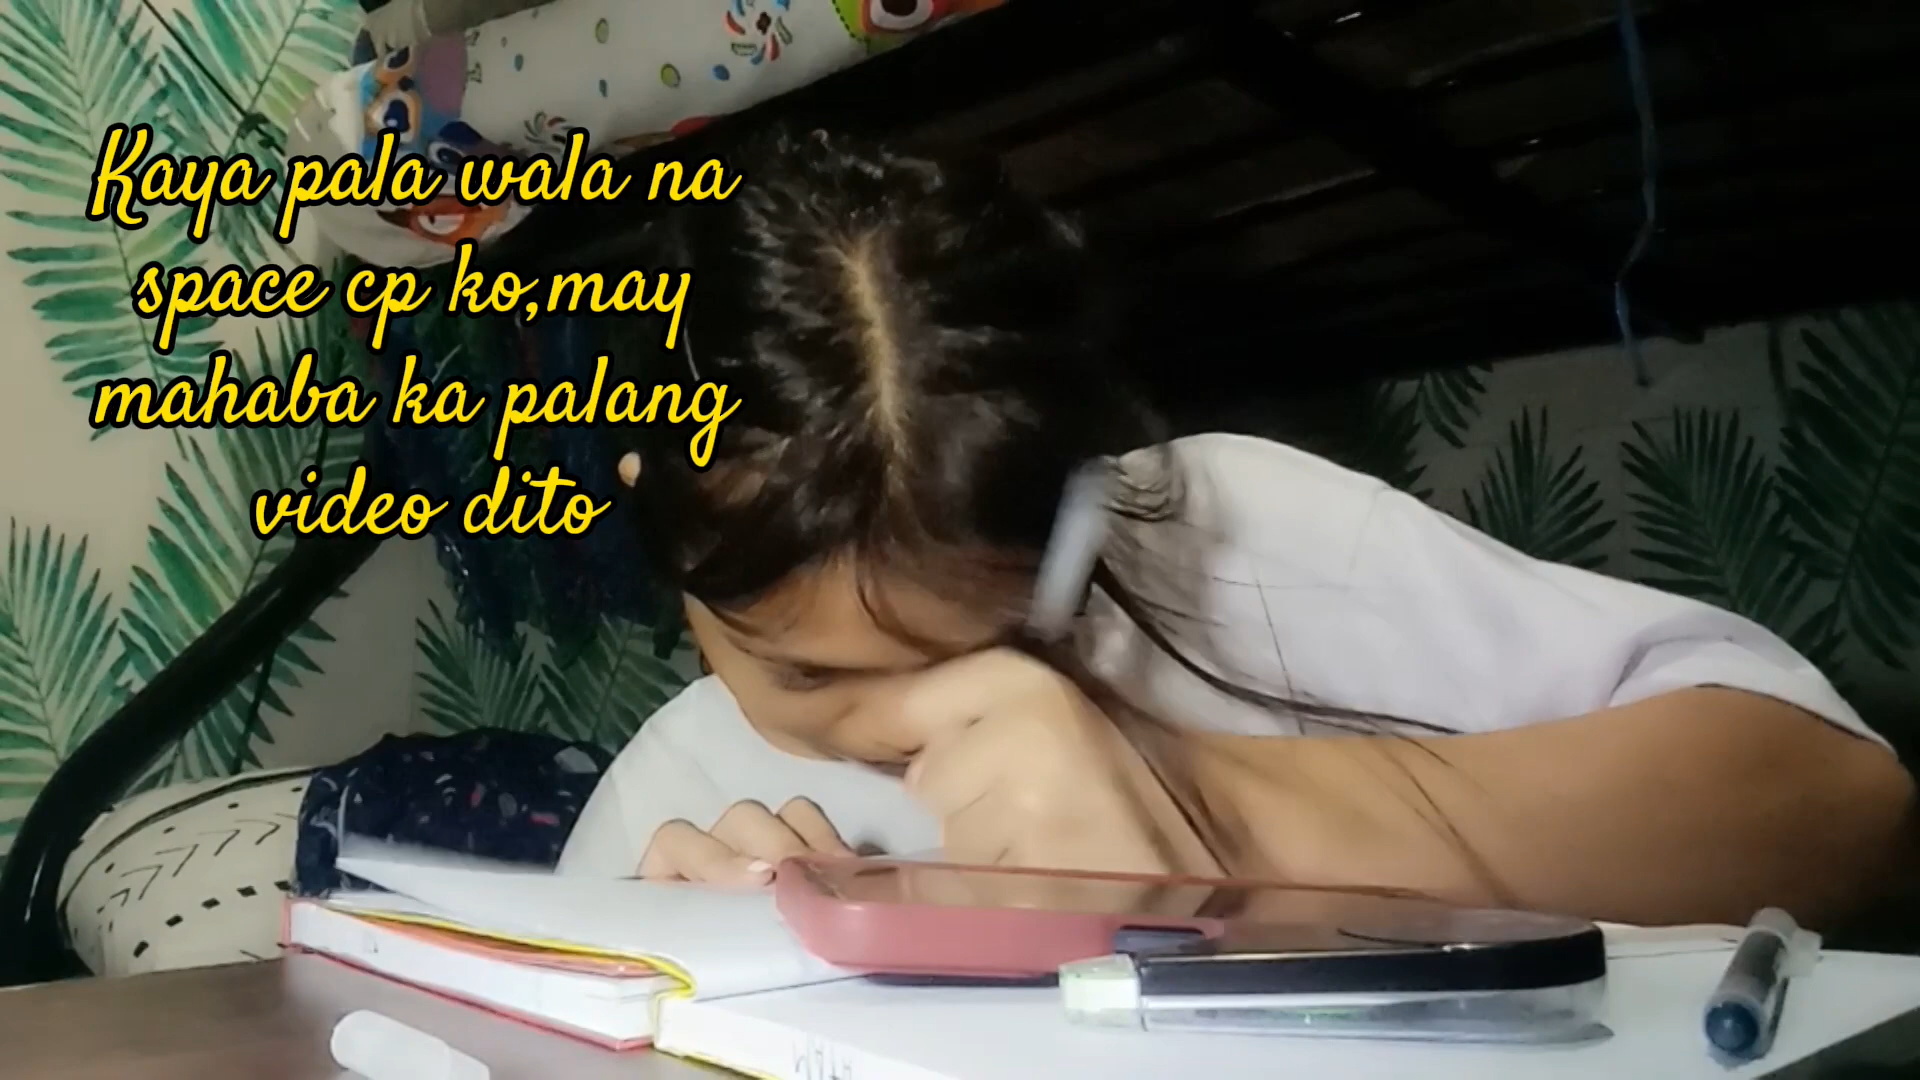 Kaya pala wala na
space cp ko,may
mahaba ka palang
video dito